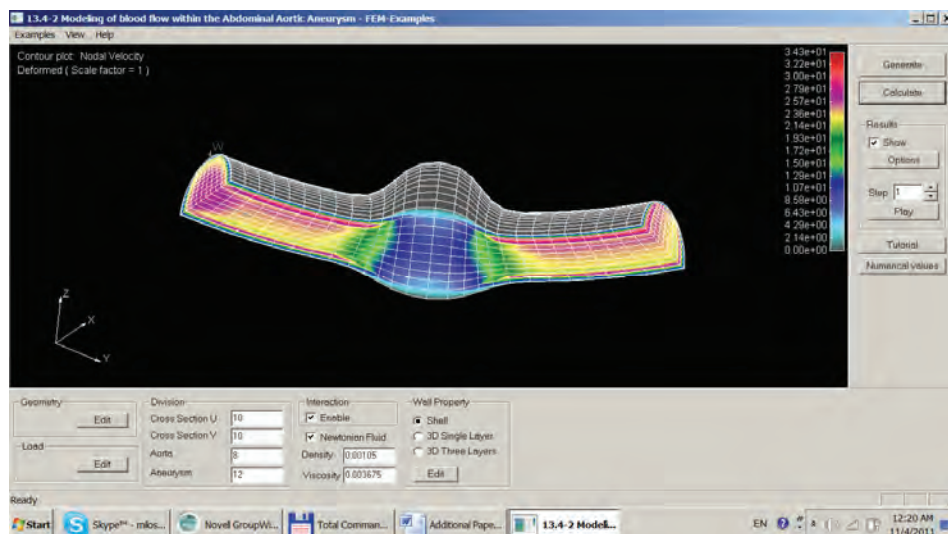 13.4-2 Modeling of blood flow within the Abdominal Aortic Aneurysm - FEM-Examples
Examples View Help
Contour plot: Nodal Velocity
Deformed ( Scale factor = 1 )
3.43e+01
3.22e+01
3.00e+01
2.79e+01
2.57e+01
2.36e+01
2.14e+01
1.93e+01
1.72e+01
1.50e+01
1.29e+01
1.07e+01
8.58e+00
6.43e+00
4.29e+00
2.14e+00
0.00e+00
W
Z
X
Y
Generate
Calculate
Results
Show
Options
Step 1
Play
Tutorial
Numerical values
Geometry
Edit
Load
Edit
Division
Cross Section U 10
Cross Section V 10
Aorta 8
Aneurysm 12
Interaction
Enable
Newtonian Fluid
Density 0.00105
Viscosity 0.003675
Wall Property
Shell
3D Single Layer
3D Three Layers
Edit
Ready
Start
Skype™ - milos...
Novell GroupWi...
Total Comman...
Additional Pape...
13.4-2 Modeli...
EN
12:20 AM
11/4/2011